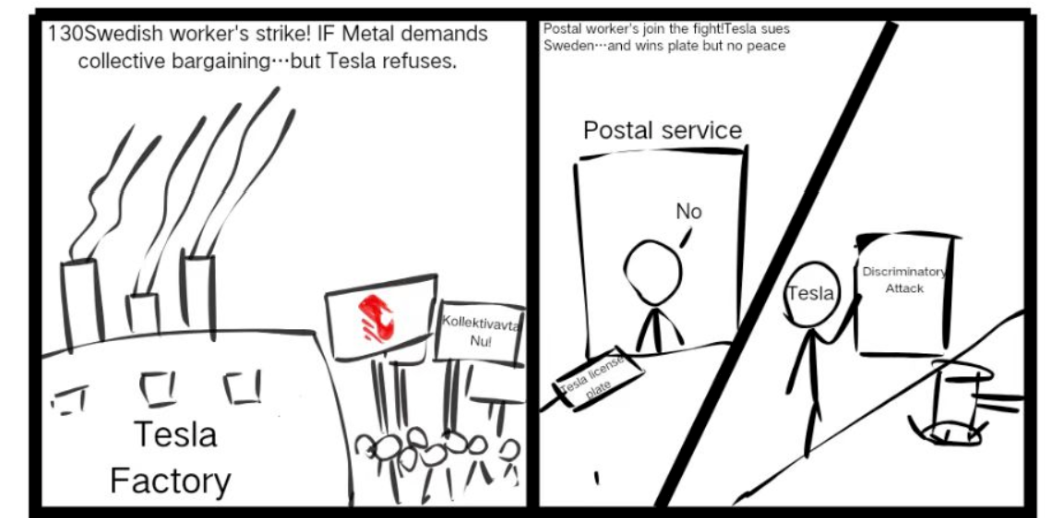 130Swedish worker's strike! IF Metal demands
collective bargaining…but Tesla refuses.
Kollektivavta
Nu!
Tesla
Factory
Postal worker's join the fight!Tesla sues
Sweden…and wins plate but no peace
Postal service
No
Tesla license
plate
Tesla
Discriminatory
Attack